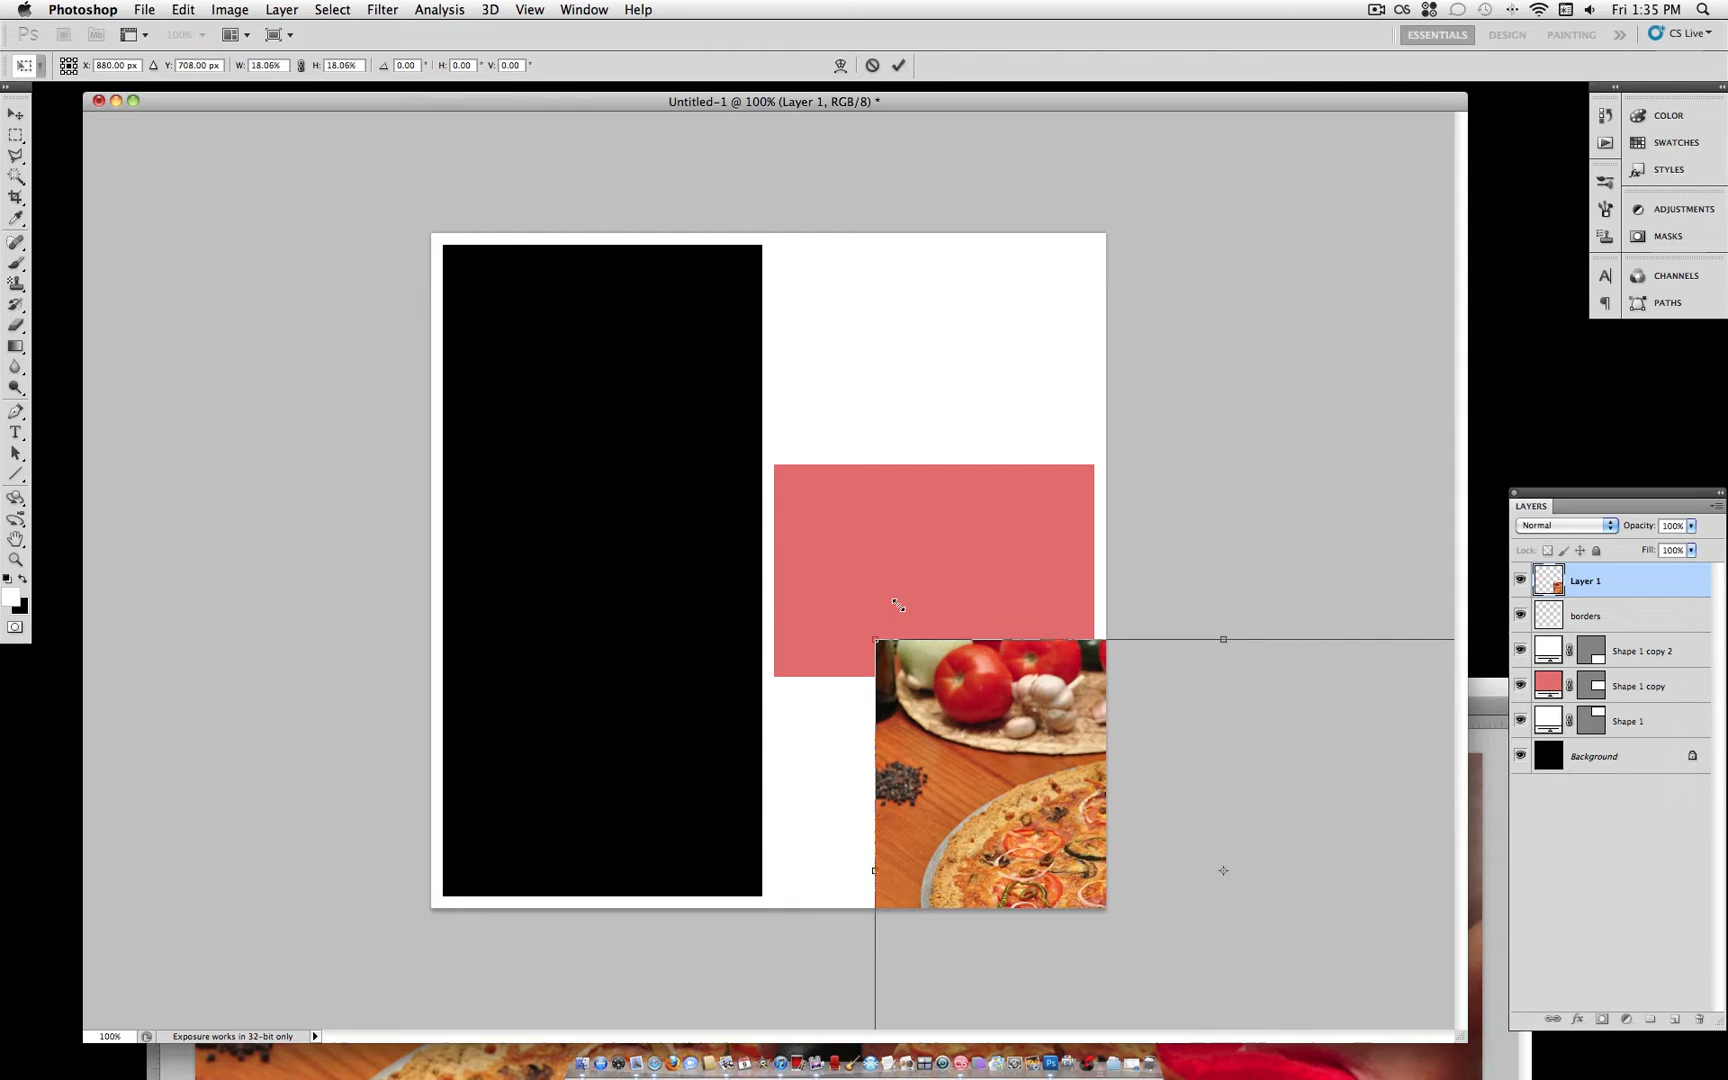 Photoshop File Edit Image Layer Select Filter Analysis 3D View Window Help Fri 1:35 PM
Ps Br Mb 100% ESSENTIALS DESIGN PAINTING CS Live
X: 880.00 px Y: 708.00 px W: 18.06% H: 18.06% 0.00 ° H: 0.00 ° V: 0.00 °
Untitled-1 @ 100% (Layer 1, RGB/8) *
COLOR
SWATCHES
STYLES
ADJUSTMENTS
MASKS
CHANNELS
PATHS
LAYERS
Normal Opacity: 100%
Lock: Fill: 100%
Layer 1
borders
Shape 1 copy 2
Shape 1 copy
Shape 1
Background
100% Exposure works in 32-bit only